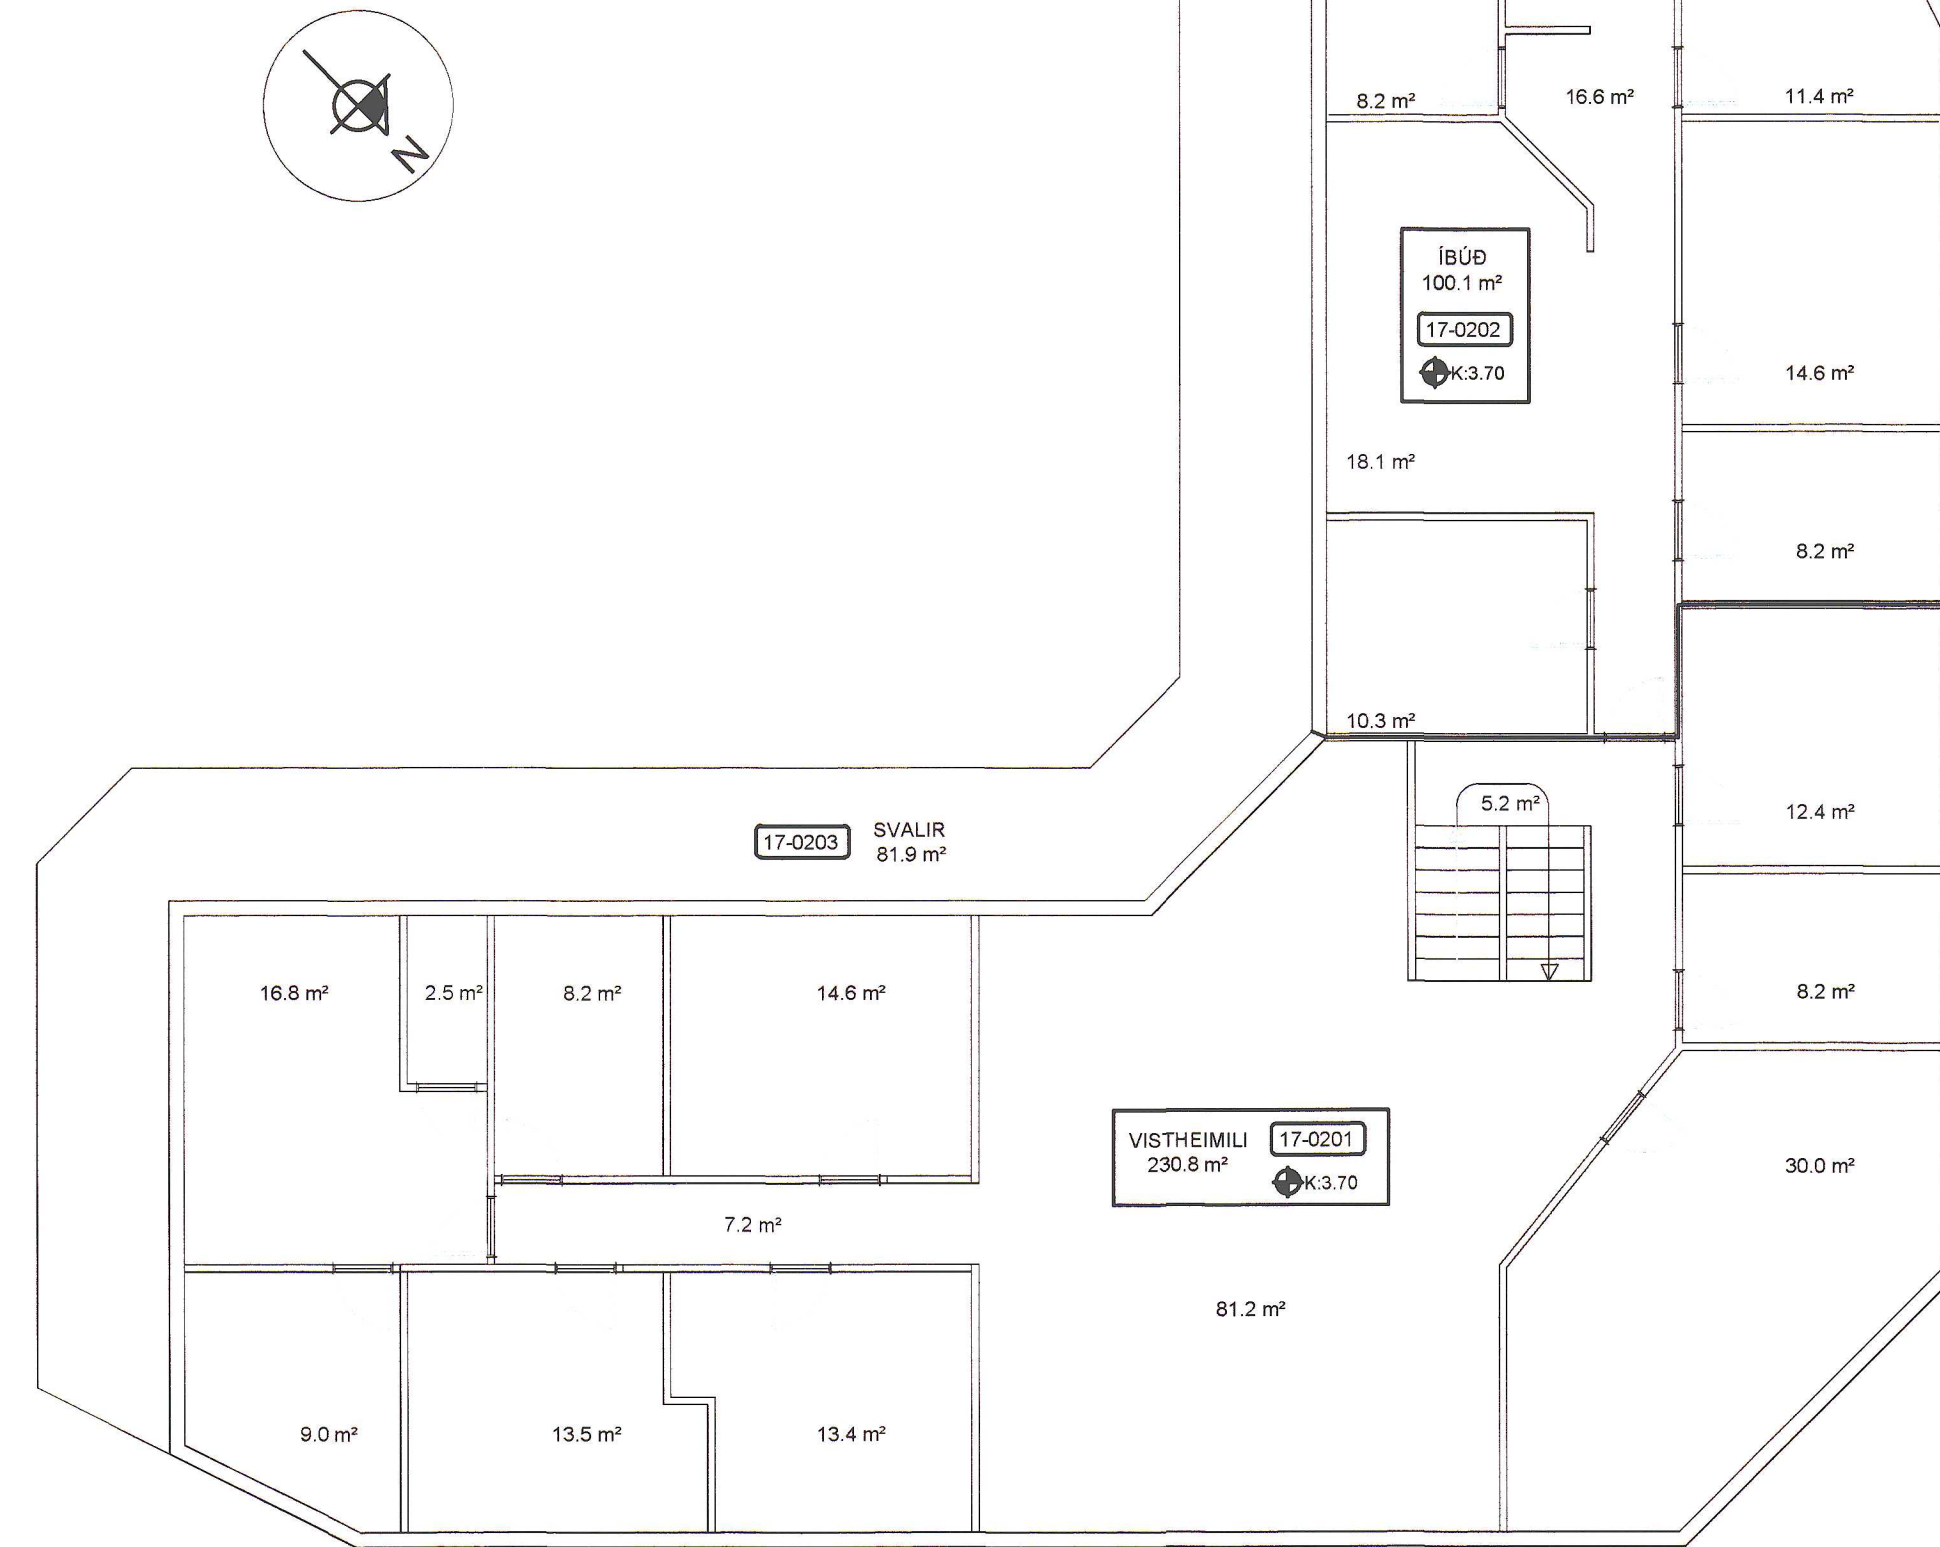 N
8.2 m²
16.6 m²
11.4 m²
ÍBÚÐ
100.1 m²
17-0202
K:3.70
14.6 m²
18.1 m²
8.2 m²
10.3 m²
5.2 m²
12.4 m²
17-0203
SVALIR
81.9 m²
16.8 m²
2.5 m²
8.2 m²
14.6 m²
8.2 m²
VISTHEIMILI
230.8 m²
17-0201
K:3.70
30.0 m²
7.2 m²
81.2 m²
9.0 m²
13.5 m²
13.4 m²